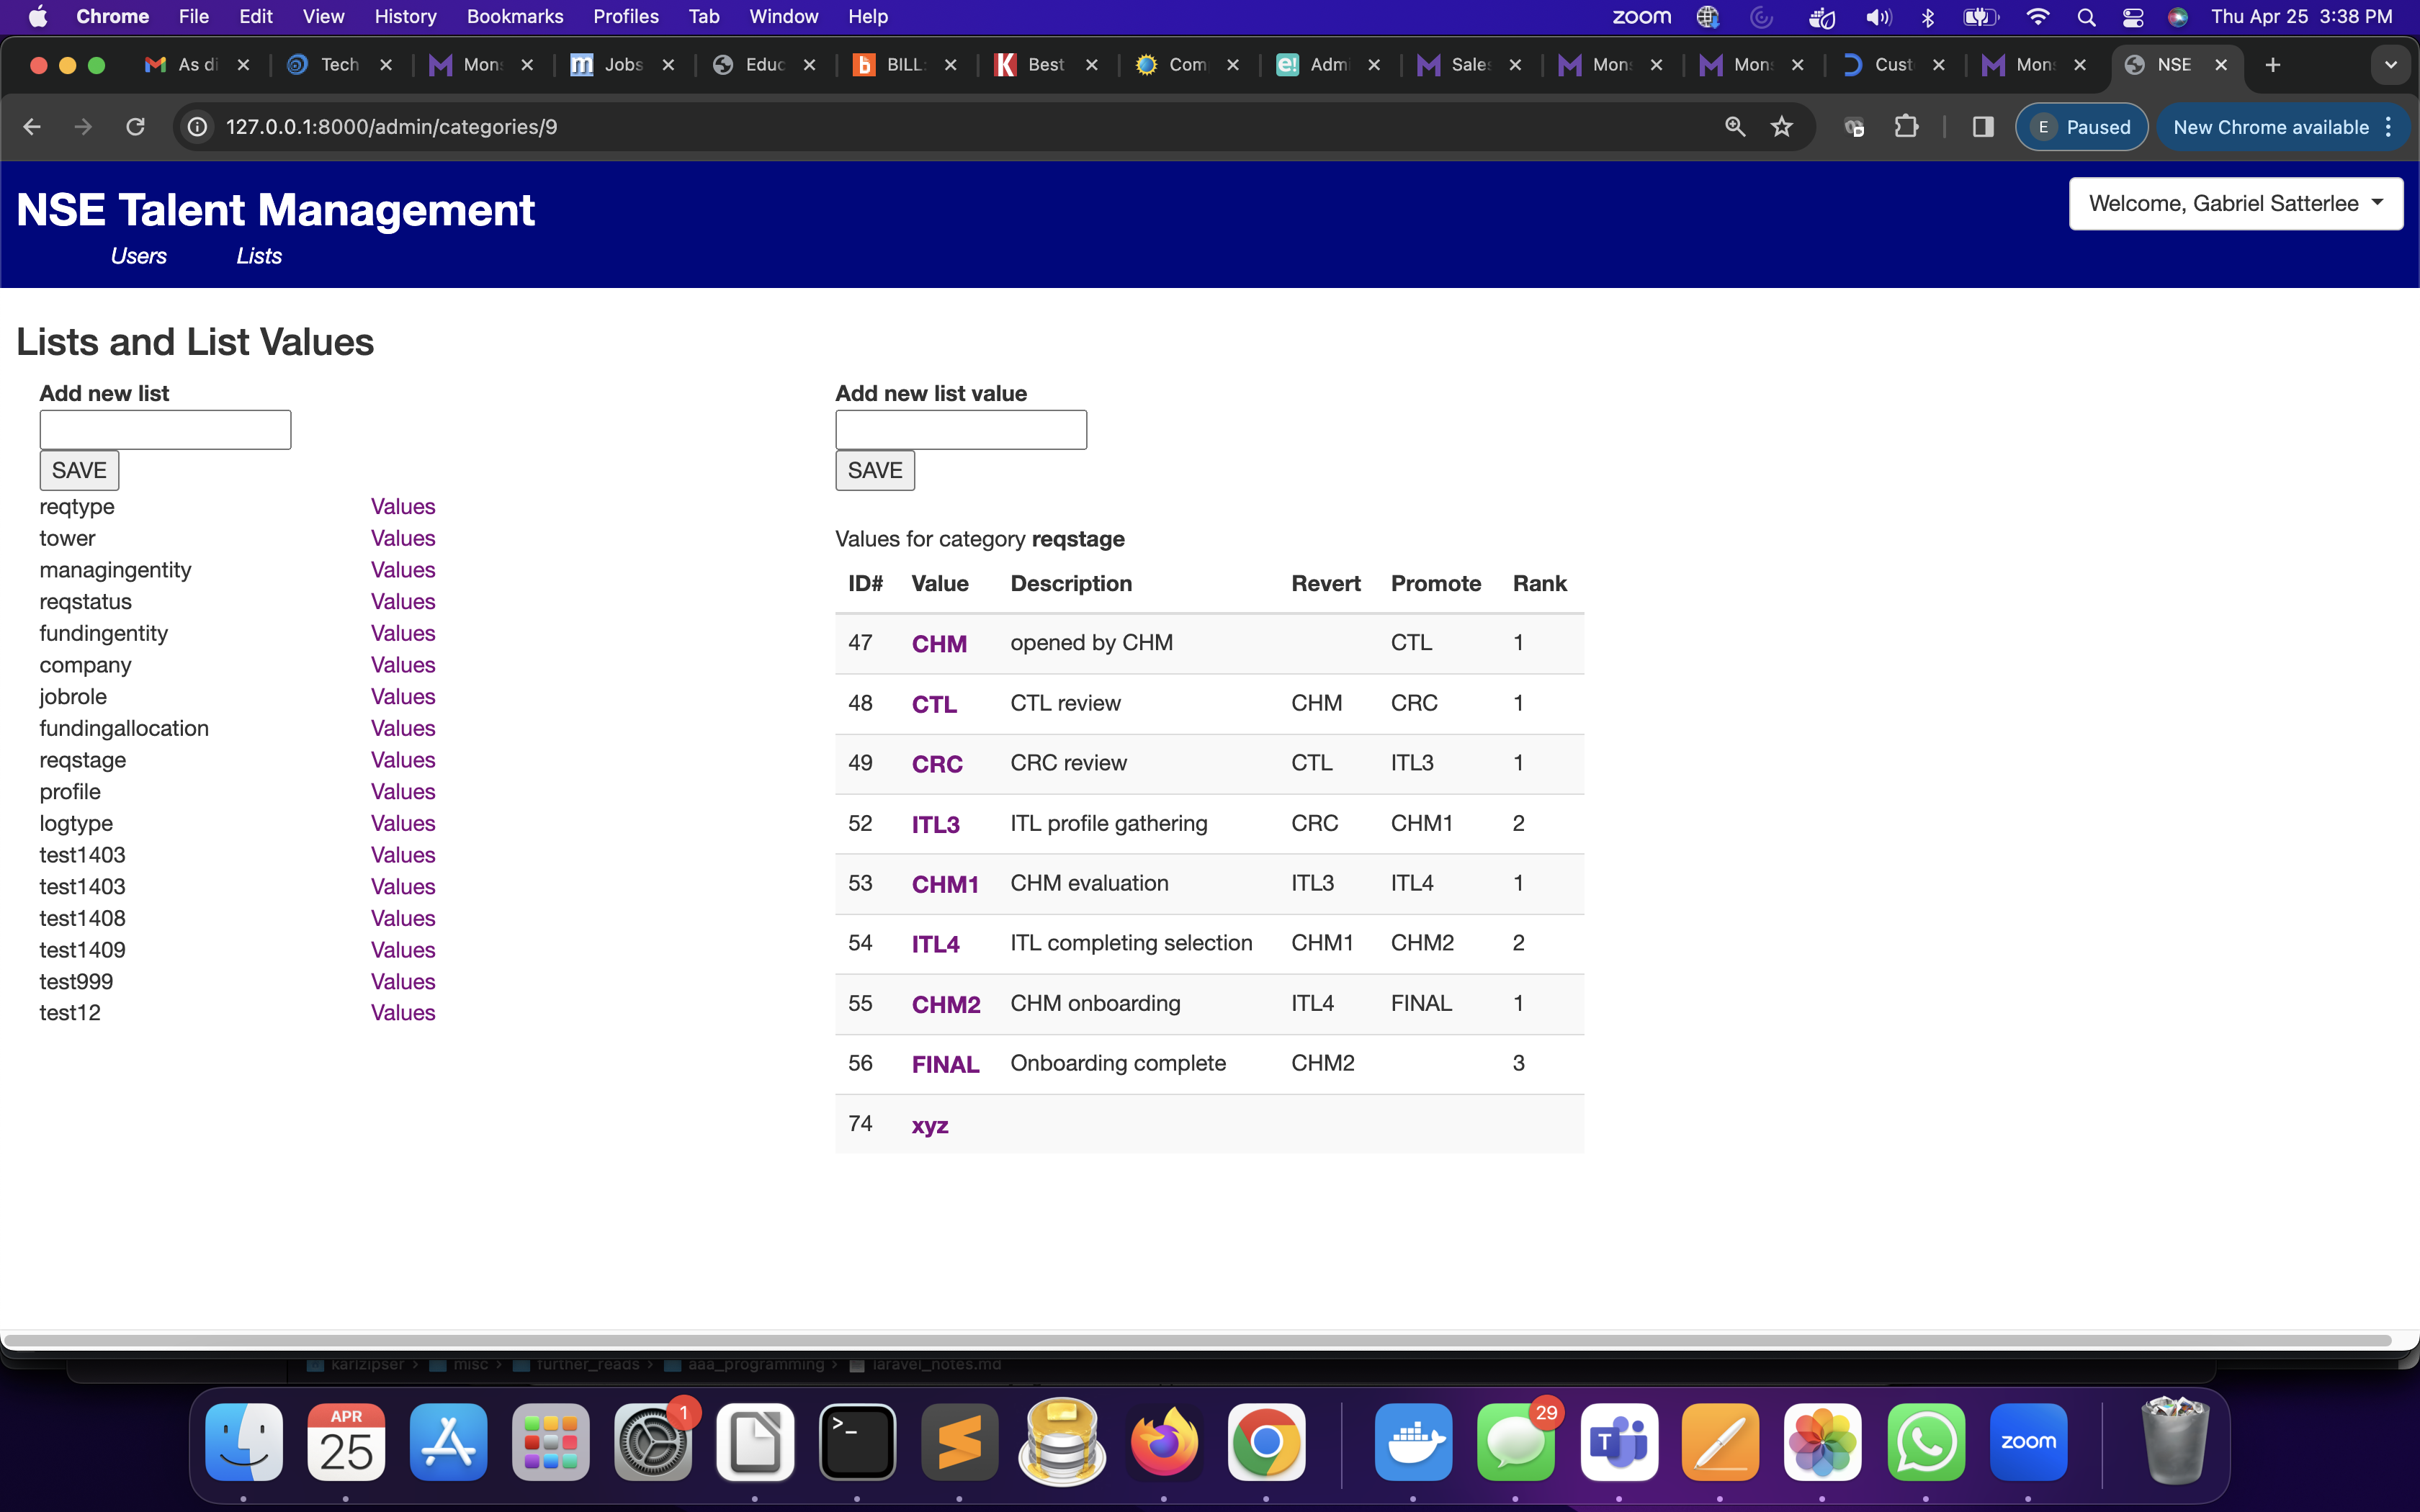 Chrome File Edit View History Bookmarks Profiles Tab Window Help zoom Thu Apr 25 3:38 PM
As di Tech Mon Jobs Educ BILL: Best Com Admi Sales Mons Mons Cust Mons NSE
127.0.0.1:8000/admin/categories/9 E Paused New Chrome available
NSE Talent Management
Welcome, Gabriel Satterlee
Users Lists
Lists and List Values
Add new list
SAVE
reqtype Values
tower Values
managingentity Values
reqstatus Values
fundingentity Values
company Values
jobrole Values
fundingallocation Values
reqstage Values
profile Values
logtype Values
test1403 Values
test1403 Values
test1408 Values
test1409 Values
test999 Values
test12 Values
Add new list value
SAVE
Values for category reqstage
ID# Value Description Revert Promote Rank
47 CHM opened by CHM CTL 1
48 CTL CTL review CHM CRC 1
49 CRC CRC review CTL ITL3 1
52 ITL3 ITL profile gathering CRC CHM1 2
53 CHM1 CHM evaluation ITL3 ITL4 1
54 ITL4 ITL completing selection CHM1 CHM2 2
55 CHM2 CHM onboarding ITL4 FINAL 1
56 FINAL Onboarding complete CHM2 3
74 xyz
karlzipser › misc › further_reads › aaa_programming › laravel_notes.md
APR
25
1
29
zoom